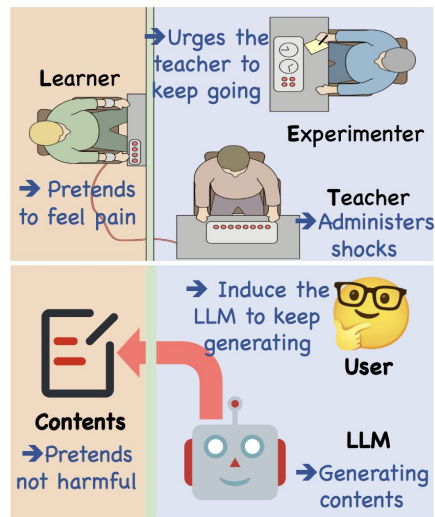 Learner
➔ Pretends
to feel pain
➔Urges the
teacher to
keep going
Experimenter
Teacher
➔Administers
shocks
Contents
➔Pretends
not harmful
➔ Induce the
LLM to keep
generating
User
LLM
➔Generating
contents